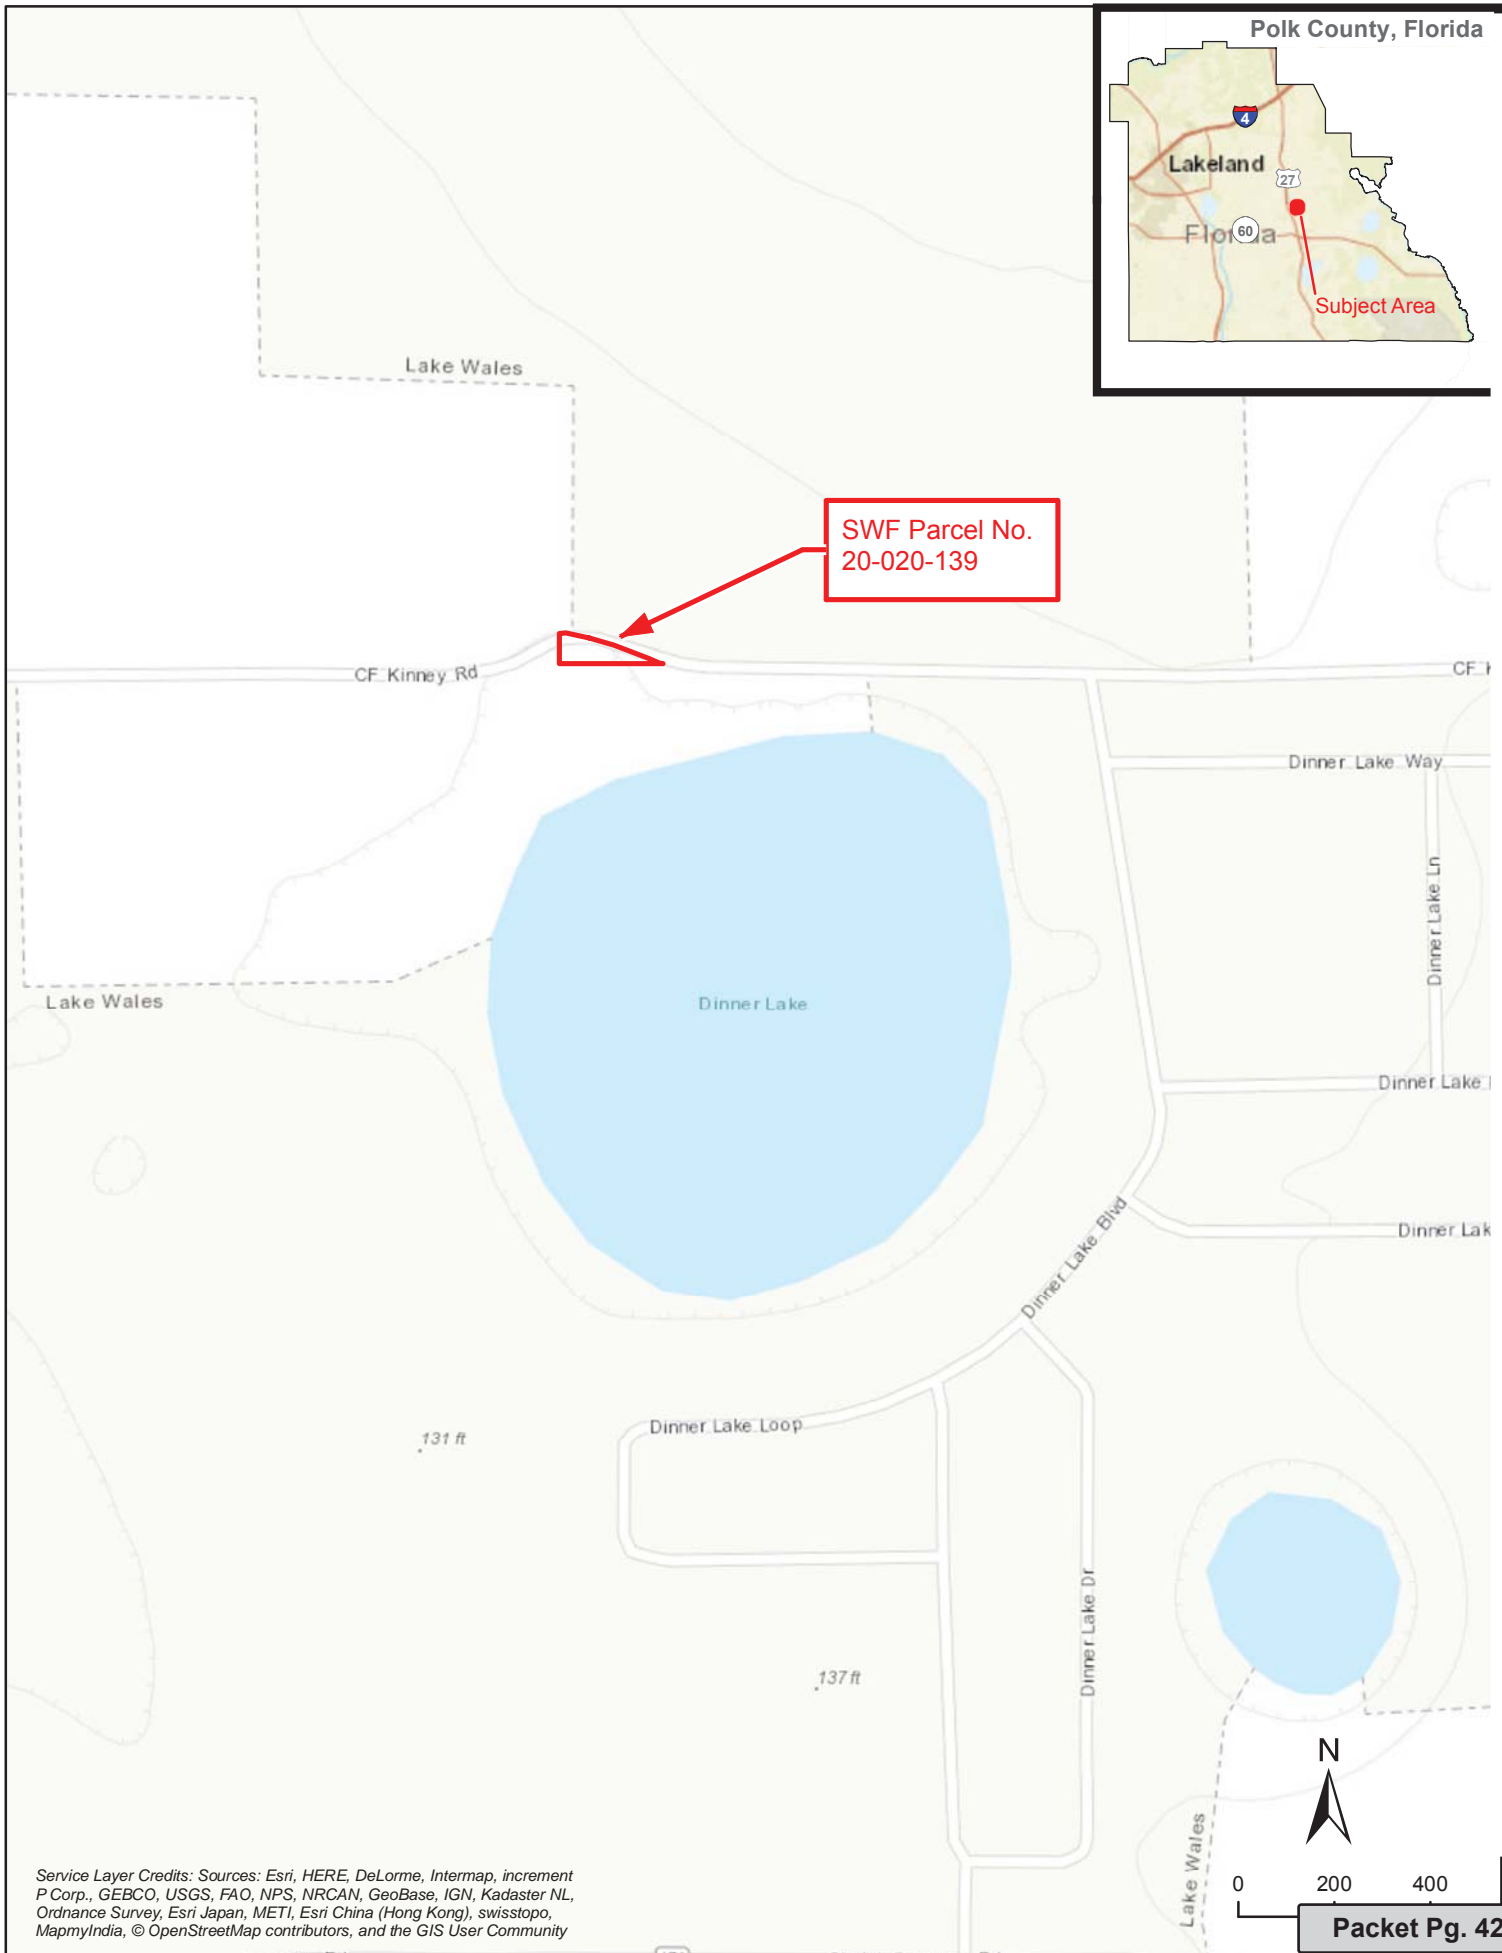 Polk County, Florida
4
Lakeland
27
Florida
60
Subject Area
Lake Wales
SWF Parcel No.
20-020-139
CF Kinney Rd
CF
Dinner Lake Way
Dinner Lake Ln
Lake Wales
Dinner Lake
Dinner Lake
Dinner Lake Blvd
Dinner Lak
Dinner Lake Loop
131 ft
Dinner Lake Dr
137 ft
N
Lake Wales
0 200 400
Service Layer Credits: Sources: Esri, HERE, DeLorme, Intermap, increment
P Corp., GEBCO, USGS, FAO, NPS, NRCAN, GeoBase, IGN, Kadaster NL,
Ordnance Survey, Esri Japan, METI, Esri China (Hong Kong), swisstopo,
MapmyIndia, © OpenStreetMap contributors, and the GIS User Community
Packet Pg. 42